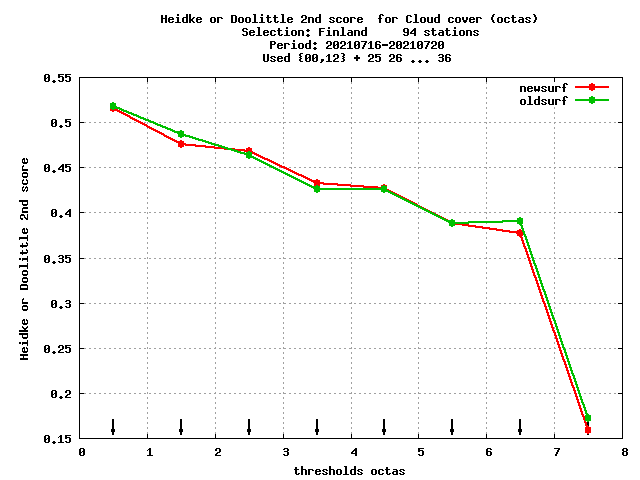 Heidke or Doolittle 2nd score  for Cloud cover (octas)
Selection: Finland     94 stations
Period: 20210716-20210720
Used {00,12} + 25 26 ... 36
newsurf
oldsurf
Heidke or Doolittle 2nd score
0.55
0.5
0.45
0.4
0.35
0.3
0.25
0.2
0.15
0 1 2 3 4 5 6 7 8
thresholds octas